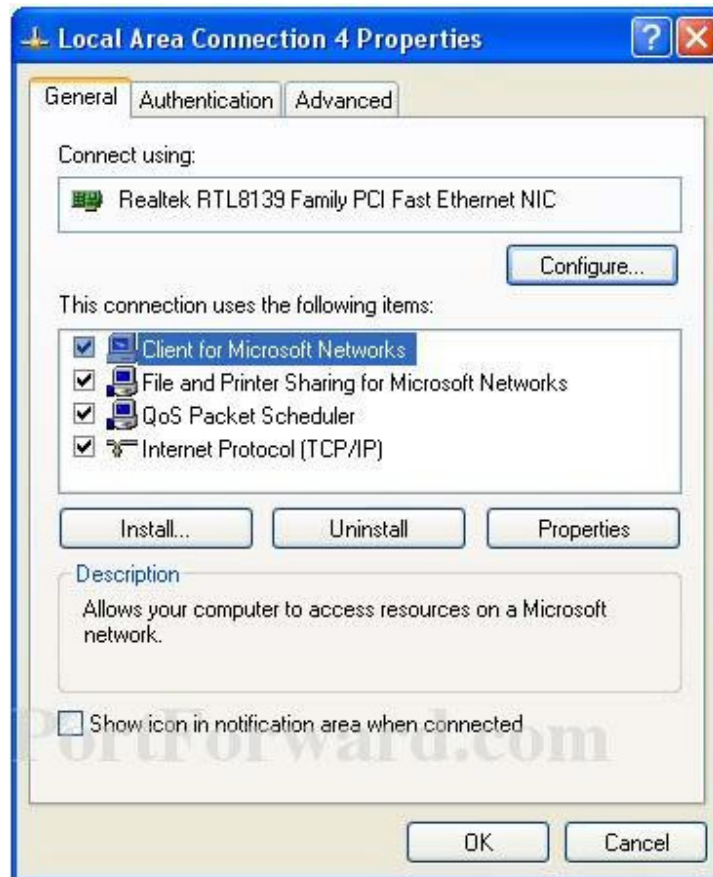 Local Area Connection 4 Properties
?
General Authentication Advanced
Connect using:
Realtek RTL8139 Family PCI Fast Ethernet NIC
Configure...
This connection uses the following items:
Client for Microsoft Networks
File and Printer Sharing for Microsoft Networks
QoS Packet Scheduler
Internet Protocol (TCP/IP)
Install... Uninstall Properties
Description
Allows your computer to access resources on a Microsoft
network.
Show icon in notification area when connected
PortForward.com
OK Cancel